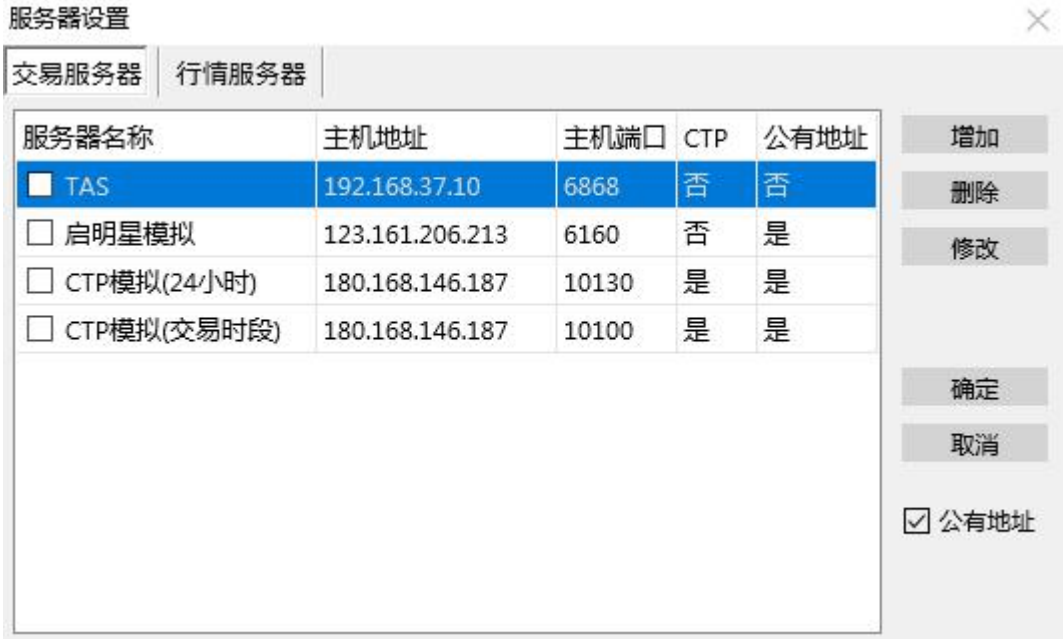 服务器设置
交易服务器 行情服务器
服务器名称 主机地址 主机端口 CTP 公有地址 增加
TAS 192.168.37.10 6868 否 否 删除
启明星模拟 123.161.206.213 6160 否 是 修改
CTP模拟(24小时) 180.168.146.187 10130 是 是
CTP模拟(交易时段) 180.168.146.187 10100 是 是
确定
取消
公有地址